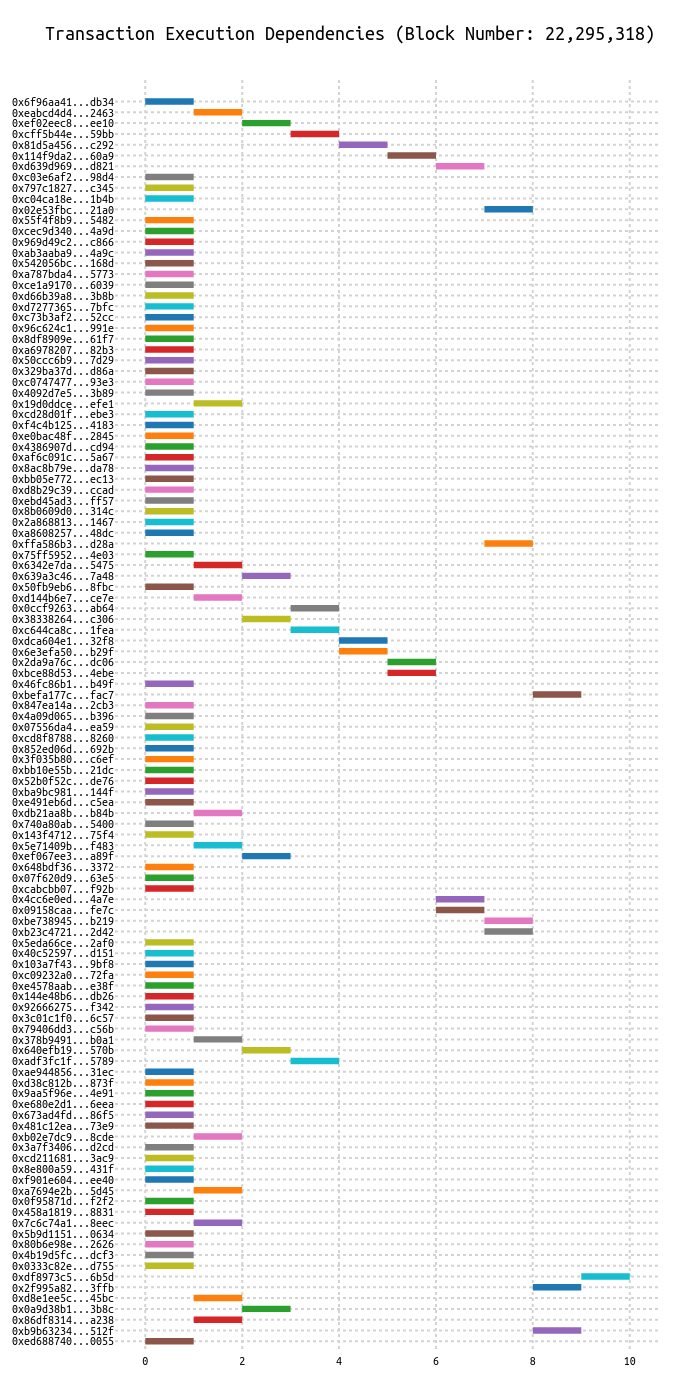 Transaction Execution Dependencies (Block Number: 22,295,318)
0x6f96aa41...db34
0xeabcd4d4...2463
0xef02eec8...ee10
0xcff5b44e...59bb
0x81d5a456...c292
0x114f9da2...60a9
0xd639d969...d821
0xc03e6af2...98d4
0x797c1827...c345
0xc04ca18e...1b4b
0x02e53fbc...21a0
0x55f4f8b9...5482
0xcec9d340...4a9d
0x969d49c2...c866
0xab3aaba9...4a9c
0x542056bc...168d
0xa787bda4...5773
0xce1a9170...6039
0xd66b39a8...3b8b
0xd7277365...7bfc
0xc73b3af2...52cc
0x96c624c1...991e
0x8df8909e...61f7
0xa6978207...82b3
0x50ccc6b9...7d29
0x329ba37d...d86a
0xc0747477...93e3
0x4092d7e5...3b89
0x19d0ddce...efe1
0xcd28d01f...ebe3
0xf4c4b125...4183
0xe0bac48f...2845
0x4386907d...cd94
0xaf6c091c...5a67
0x8ac8b79e...da78
0xbb05e772...ec13
0xd8b29c39...ccad
0xebd45ad3...ff57
0x8b0609d0...314c
0x2a868813...1467
0xa8608257...48dc
0xffa586b3...d28a
0x75ff5952...4e03
0x6342e7da...5475
0x639a3c46...7a48
0x50fb9eb6...8fbc
0xd144b6e7...ce7e
0x0ccf9263...ab64
0x38338264...c306
0xc644ca8c...1fea
0xdca604e1...32f8
0x6e3efa50...b29f
0x2da9a76c...dc06
0xbce88d53...4ebe
0x46fc86b1...b49f
0xbefa177c...fac7
0x847ea14a...2cb3
0x4a09d065...b396
0x07556da4...ea59
0xcd8f8788...8260
0x852ed06d...692b
0x3f035b80...c6ef
0xbb10e55b...21dc
0x52b0f52c...de76
0xba9bc981...144f
0xe491eb6d...c5ea
0xdb21aa8b...b84b
0x740a80ab...5400
0x143f4712...75f4
0x5e71409b...f483
0xef067ee3...a89f
0x648bdf36...3372
0x07f620d9...63e5
0xcabcbb07...f92b
0x4cc6e0ed...4a7e
0x09158caa...fe7c
0xbe738945...b219
0xb23c4721...2d42
0x5eda66ce...2af0
0x40c52597...d151
0x103a7f43...9bf8
0xc09232a0...72fa
0xe4578aab...e38f
0x144e48b6...db26
0x92666275...f342
0x3c01c1f0...6c57
0x79406dd3...c56b
0x378b9491...b0a1
0x640efb19...570b
0xadf3fc1f...5789
0xae944856...31ec
0xd38c812b...873f
0x9aa5f96e...4e91
0xe680e2d1...6eea
0x673ad4fd...86f5
0x481c12ea...73e9
0xb02e7dc9...8cde
0x3a7f3406...d2cd
0xcd211681...3ac9
0x8e800a59...431f
0xf901e604...ee40
0xa7694e2b...5d45
0x0f95871d...f2f2
0x458a1819...8831
0x7c6c74a1...8eec
0x5b9d1151...0634
0x80b6e98e...2626
0x4b19d5fc...dcf3
0x0333c82e...d755
0xdf8973c5...6b5d
0x2f995a82...3ffb
0xd8e1ee5c...45bc
0x0a9d38b1...3b8c
0x86df8314...a238
0xb9b63234...512f
0xed688740...0055
0 2 4 6 8 10